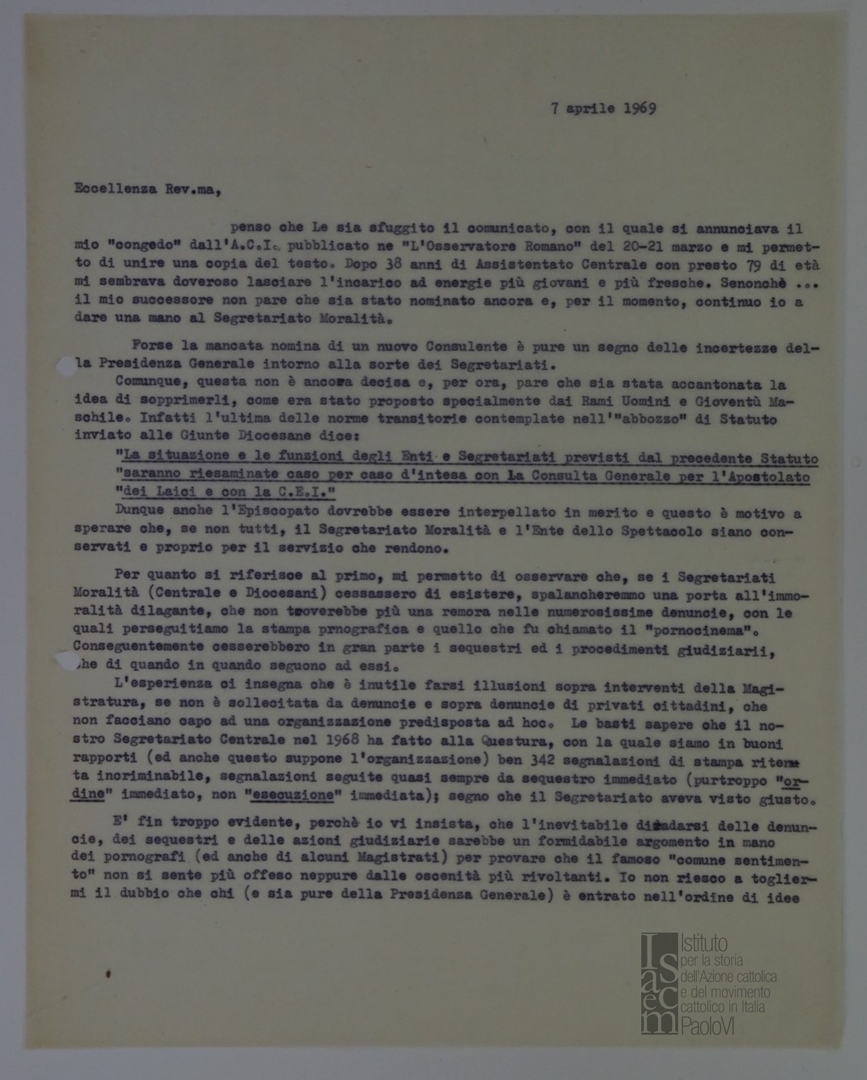 7 aprile 1969
Eccellenza Rev.ma,
penso che Le sia sfuggito il comunicato, con il quale si annunciava il
mio "congedo" dall'A.C.I. pubblicato ne "L'Osservatore Romano" del 20-21 marzo e mi permet-
to di unire una copia del testo. Dopo 38 anni di Assistentato Centrale con presto 79 di età
mi sembrava doveroso lasciare l'incarico ad energie più giovani e più fresche. Senonchè ...
il mio successore non pare che sia stato nominato ancora e, per il momento, continuo io a
dare una mano al Segretariato Moralità.
Forse la mancata nomina di un nuovo Consulente è pure un segno delle incertezze del-
la Presidenza Generale intorno alla sorte dei Segretariati.
Comunque, questa non è ancora decisa e, per ora, pare che sia stata accantonata la
idea di sopprimerli, come era stato proposto specialmente dai Rami Uomini e Gioventù Ma-
schile. Infatti l'ultima delle norme transitorie contemplate nell'"abbozzo" di Statuto
inviato alle Giunte Diocesane dice:
"La situazione e le funzioni degli Enti e Segretariati previsti dal precedente Statuto
"saranno riesaminate caso per caso d'intesa con La Consulta Generale per l'Apostolato
"dei Laici e con la C.E.I."
Dunque anche l'Episcopato dovrebbe essere interpellato in merito e questo è motivo a
sperare che, se non tutti, il Segretariato Moralità e l'Ente dello Spettacolo siano con-
servati e proprio per il servizio che rendono.
Per quanto si riferisce al primo, mi permetto di osservare che, se i Segretariati
Moralità (Centrale e Diocesani) cessassero di esistere, spalancheremmo una porta all'immo-
ralità dilagante, che non troverebbe più una remora nelle numerosissime denuncie, con le
quali perseguitiamo la stampa prnografica e quello che fu chiamato il "pornocinema".
Conseguentemente cesserebbero in gran parte i sequestri ed i procedimenti giudiziarii,
che di quando in quando seguono ad essi.
L'esperienza ci insegna che è inutile farsi illusioni sopra interventi della Magi-
stratura, se non è sollecitata da denuncie e sopra denuncie di privati cittadini, che
non facciano capo ad una organizzazione predisposta ad hoc. Le basti sapere che il no-
stro Segretariato Centrale nel 1968 ha fatto alla Questura, con la quale siamo in buoni
rapporti (ed anche questo suppone l'organizzazione) ben 342 segnalazioni di stampa ritenu
ta incriminabile, segnalazioni seguite quasi sempre da sequestro immediato (purtroppo "or-
dine" immediato, non "esecuzione" immediata); segno che il Segretariato aveva visto giusto.
E' fin troppo evidente, perchè io vi insista, che l'inevitabile diradarsi delle denun-
cie, dei sequestri e delle azioni giudiziarie sarebbe un formidabile argomento in mano
dei pornografi (ed anche di alcuni Magistrati) per provare che il famoso "comune sentimen-
to" non si sente più offeso neppure dalle oscenità più rivoltanti. Io non riesco a toglier-
mi il dubbio che chi (e sia pure della Presidenza Generale) è entrato nell'ordine di idee
Isacem
Istituto
per la storia
dell'Azione cattolica
e del movimento
cattolico in Italia
PaoloVI